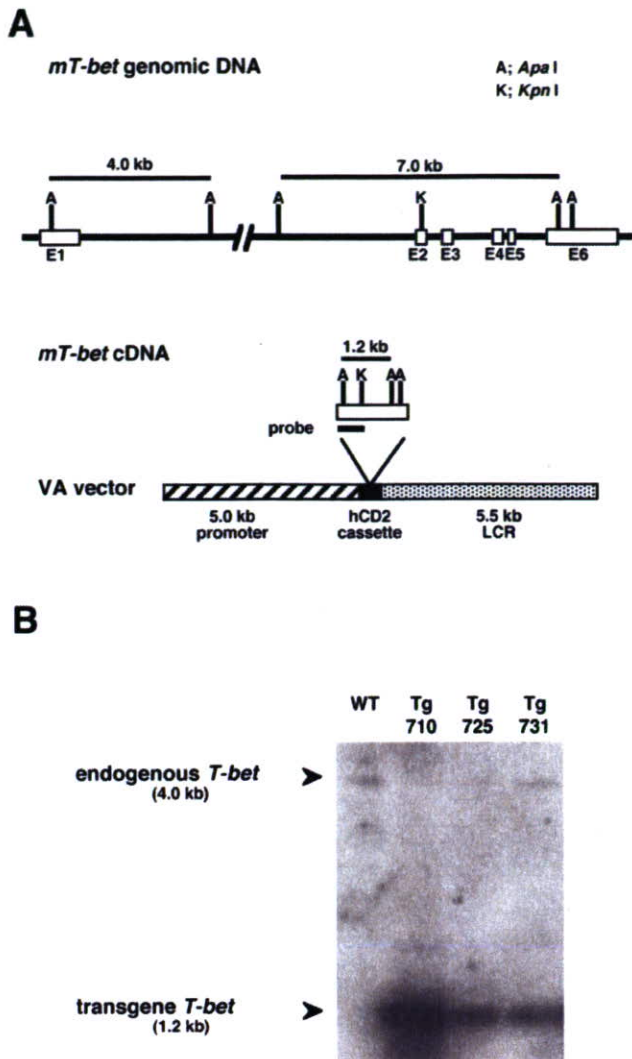 A
mT-bet genomic DNA
A; Apa I
K; Kpn I
4.0 kb
7.0 kb
A A A K A A
E1 E2 E3 E4 E5 E6
mT-bet cDNA
1.2 kb
A K A A
probe
VA vector
5.0 kb hCD2 5.5 kb
promoter cassette LCR
B
WT Tg Tg Tg
710 725 731
endogenous T-bet
(4.0 kb)
transgene T-bet
(1.2 kb)